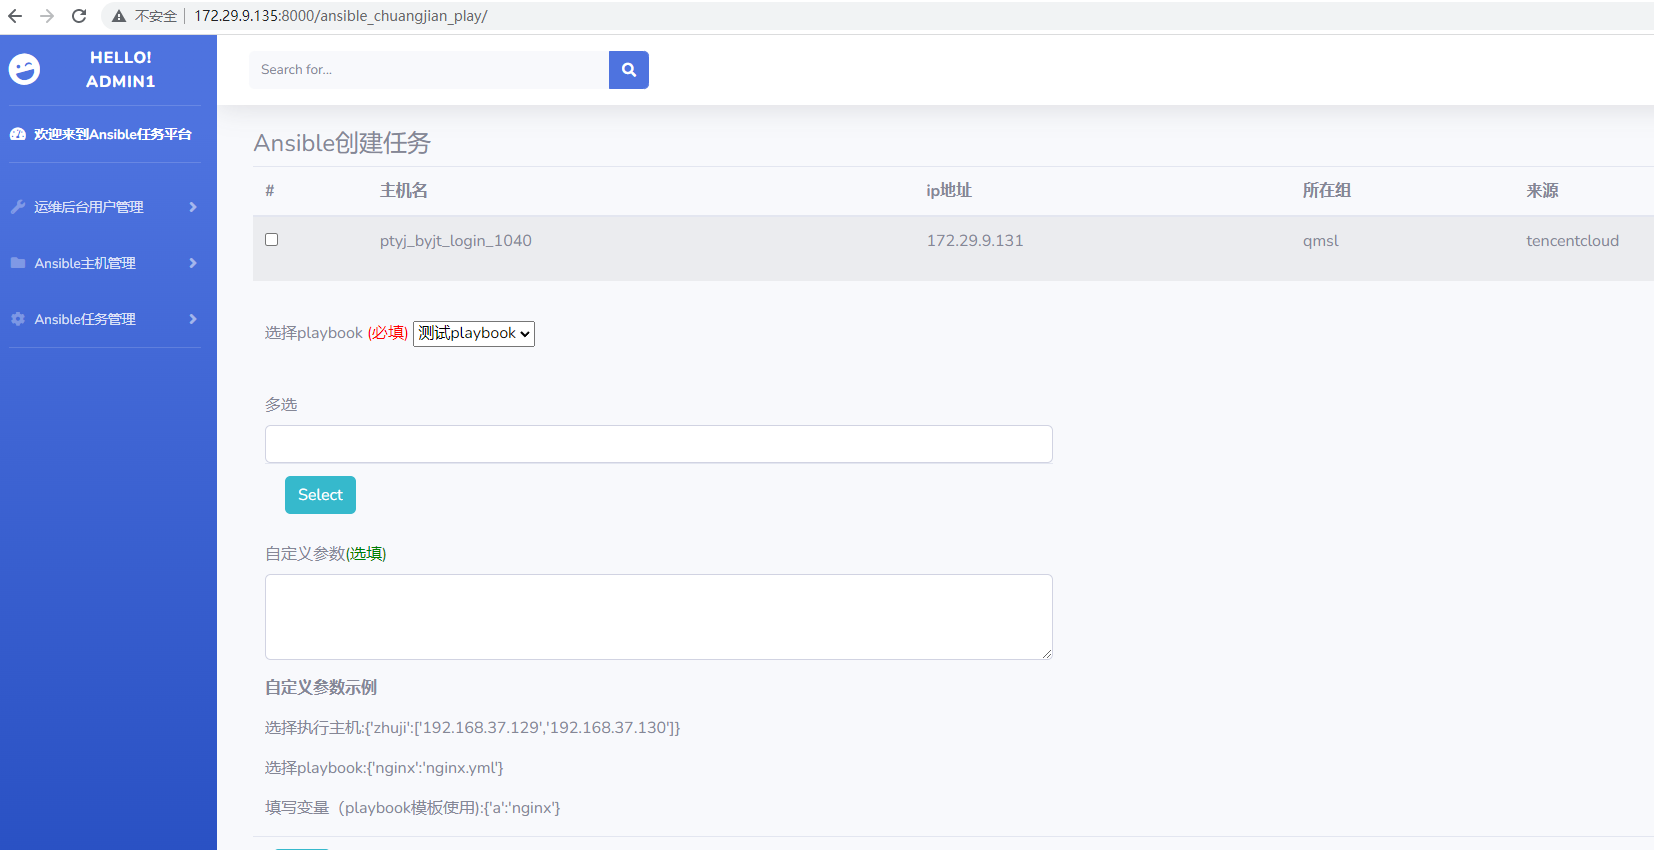 不安全 172.29.9.135:8000/ansible_chuangjian_play/
HELLO!
ADMIN1
欢迎来到Ansible任务平台
运维后台用户管理
Ansible主机管理
Ansible任务管理
Search for...
Ansible创建任务
# 主机名 ip地址 所在组 来源
ptyj_byjt_login_1040 172.29.9.131 qmsl tencentcloud
选择playbook (必填) 测试playbook
多选
Select
自定义参数(选填)
自定义参数示例
选择执行主机:{'zhuji':['192.168.37.129','192.168.37.130']}
选择playbook:{'nginx':'nginx.yml'}
填写变量（playbook模板使用):{'a':'nginx'}